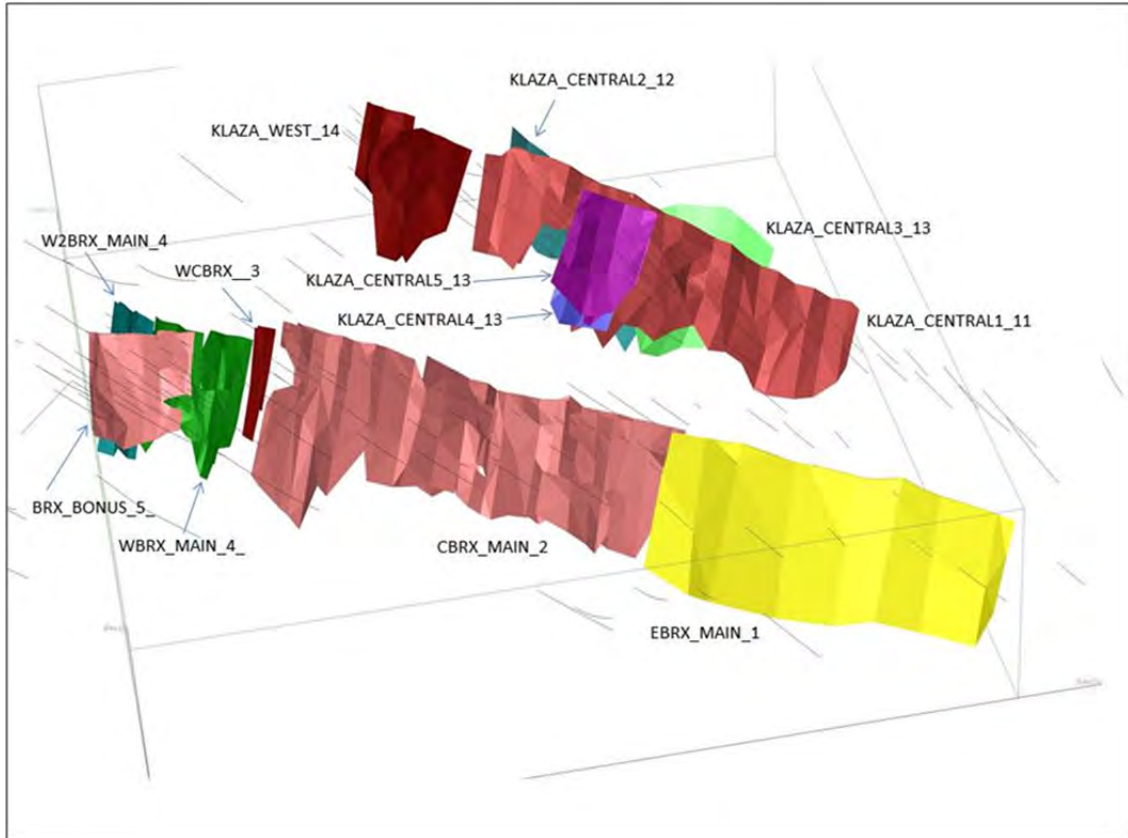 KLAZA_CENTRAL2_12
KLAZA_WEST_14
KLAZA_CENTRAL3_13
W2BRX_MAIN_4
WCBRX__3
KLAZA_CENTRAL5_13
KLAZA_CENTRAL4_13
KLAZA_CENTRAL1_11
BRX_BONUS_5_
WBRX_MAIN_4_
CBRX_MAIN_2
EBRX_MAIN_1